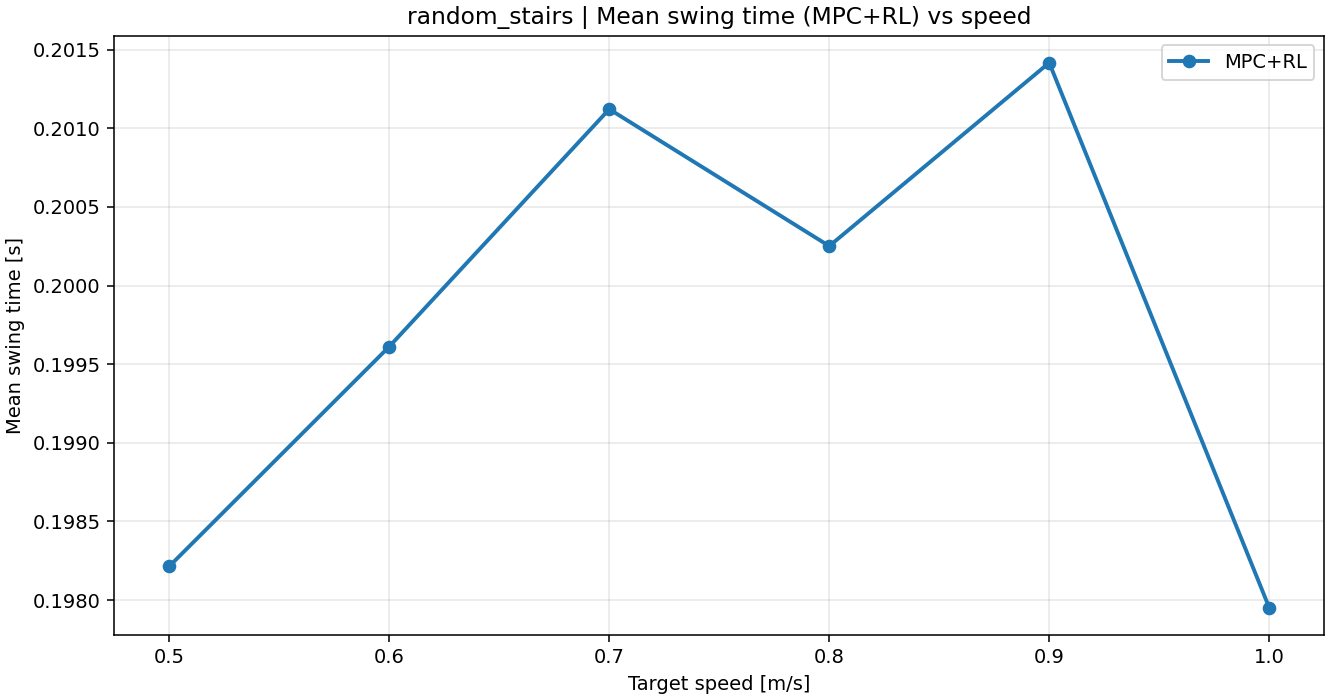 random_stairs | Mean swing time (MPC+RL) vs speed
MPC+RL
Mean swing time [s]
0.2015
0.2010
0.2005
0.2000
0.1995
0.1990
0.1985
0.1980
0.5 0.6 0.7 0.8 0.9 1.0
Target speed [m/s]